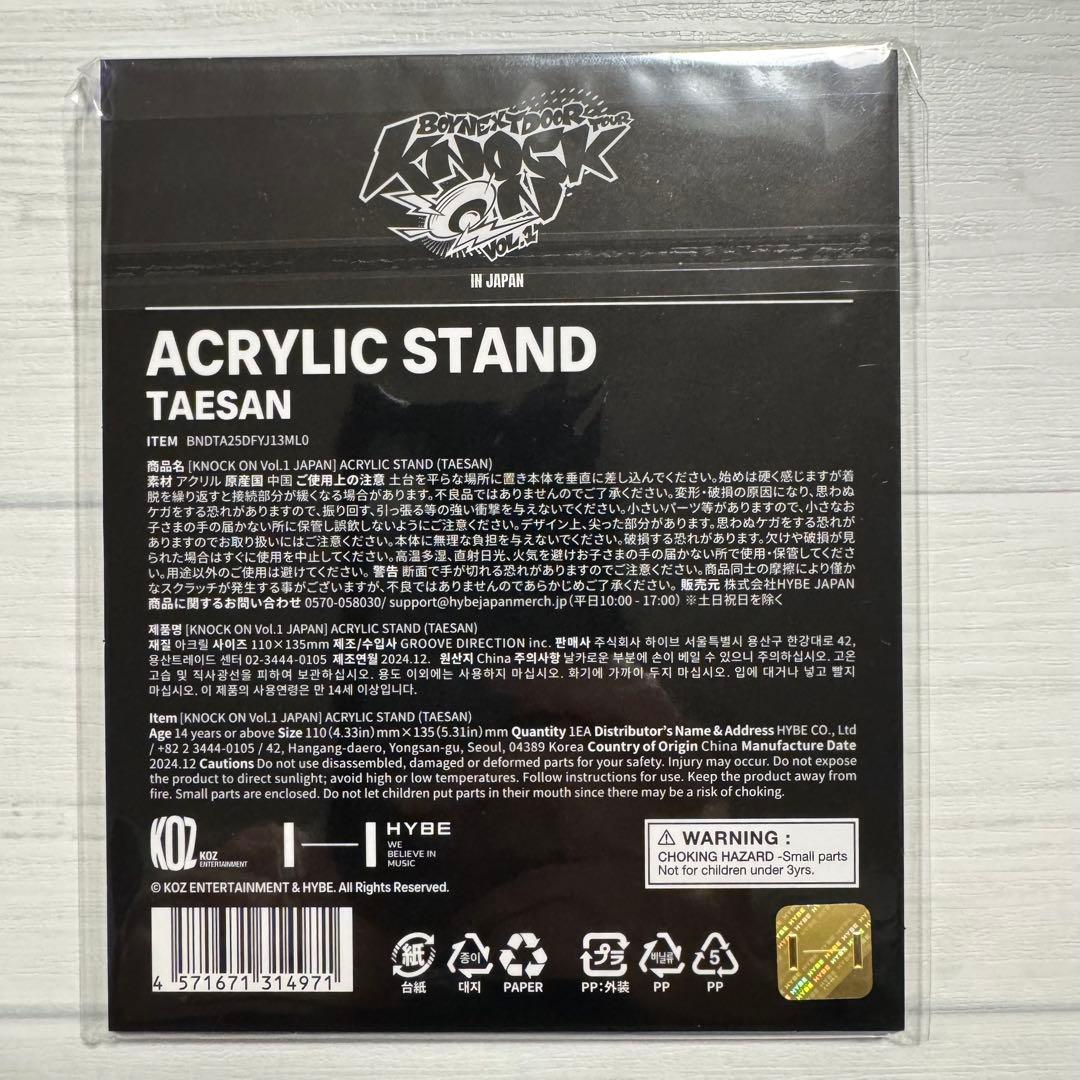 BOYNEXTDOOR TOUR
KNOCK
ON
VOL.1
IN JAPAN
ACRYLIC STAND
TAESAN
ITEM BNDTA25DFYJ13ML0
商品名 [KNOCK ON Vol.1 JAPAN] ACRYLIC STAND (TAESAN)
素材 アクリル 原産国 中国 ご使用上の注意 土台を平らな場所に置き本体を垂直に差し込んでください。始めは硬く感じますが着
脱を繰り返すと接続部分が緩くなる場合があります。不良品ではありませんのでご了承ください。変形・破損の原因になり、思わぬ
ケガをする恐れがありますので、振り回す、引っ張る等の強い衝撃を与えないでください。小さいパーツ等がありますので、小さなお
子さまの手の届かない所に保管し誤飲しないようにご注意ください。デザイン上、尖った部分があります。思わぬケガをする恐れが
ありますのでお取り扱いにはご注意ください。本体に無理な負担を与えないでください。破損する恐れがあります。欠けや破損が見
られた場合はすぐに使用を中止してください。高温多湿、直射日光、火気を避けお子さまの手の届かない所で使用・保管してくださ
い。用途以外のご使用は避けてください。警告 断面で手が切れる恐れがありますのでご注意ください。商品同士の摩擦により僅か
なスクラッチが発生する事がございますが、不良ではありませんのであらかじめご了承ください。販売元 株式会社HYBE JAPAN
商品に関するお問い合わせ 0570-058030/ support@hybejapanmerch.jp (平日10:00 - 17:00) ※土日祝日を除く
제품명 [KNOCK ON Vol.1 JAPAN] ACRYLIC STAND (TAESAN)
재질 아크릴 사이즈 110×135mm 제조/수입사 GROOVE DIRECTION inc. 판매사 주식회사 하이브 서울특별시 용산구 한강대로 42,
용산트레이드 센터 02-3444-0105 제조연월 2024.12. 원산지 China 주의사항 날카로운 부분에 손이 베일 수 있으니 주의하십시오. 고온
고습 및 직사광선을 피하여 보관하십시오. 용도 이외에는 사용하지 마십시오. 화기에 가까이 두지 마십시오. 입에 대거나 넣고 빨지
마십시오. 이 제품의 사용연령은 만 14세 이상입니다.
Item [KNOCK ON Vol.1 JAPAN] ACRYLIC STAND (TAESAN)
Age 14 years or above Size 110 (4.33in) mm × 135 (5.31in) mm Quantity 1EA Distributor's Name & Address HYBE CO., Ltd
/ +82 2 3444-0105 / 42, Hangang-daero, Yongsan-gu, Seoul, 04389 Korea Country of Origin China Manufacture Date
2024.12 Cautions Do not use disassembled, damaged or deformed parts for your safety. Injury may occur. Do not expose
the product to direct sunlight; avoid high or low temperatures. Follow instructions for use. Keep the product away from
fire. Small parts are enclosed. Do not let children put parts in their mouth since there may be a risk of choking.
KOZ KOZ ENTERTAINMENT
HYBE
WE
BELIEVE IN
MUSIC
⚠ WARNING :
CHOKING HAZARD -Small parts
Not for children under 3yrs.
© KOZ ENTERTAINMENT & HYBE. All Rights Reserved.
4 571671 314971
紙 종이 プラ 비닐류 5
台紙 대지 PAPER PP:外装 PP PP
HYBE HYBE HYBE